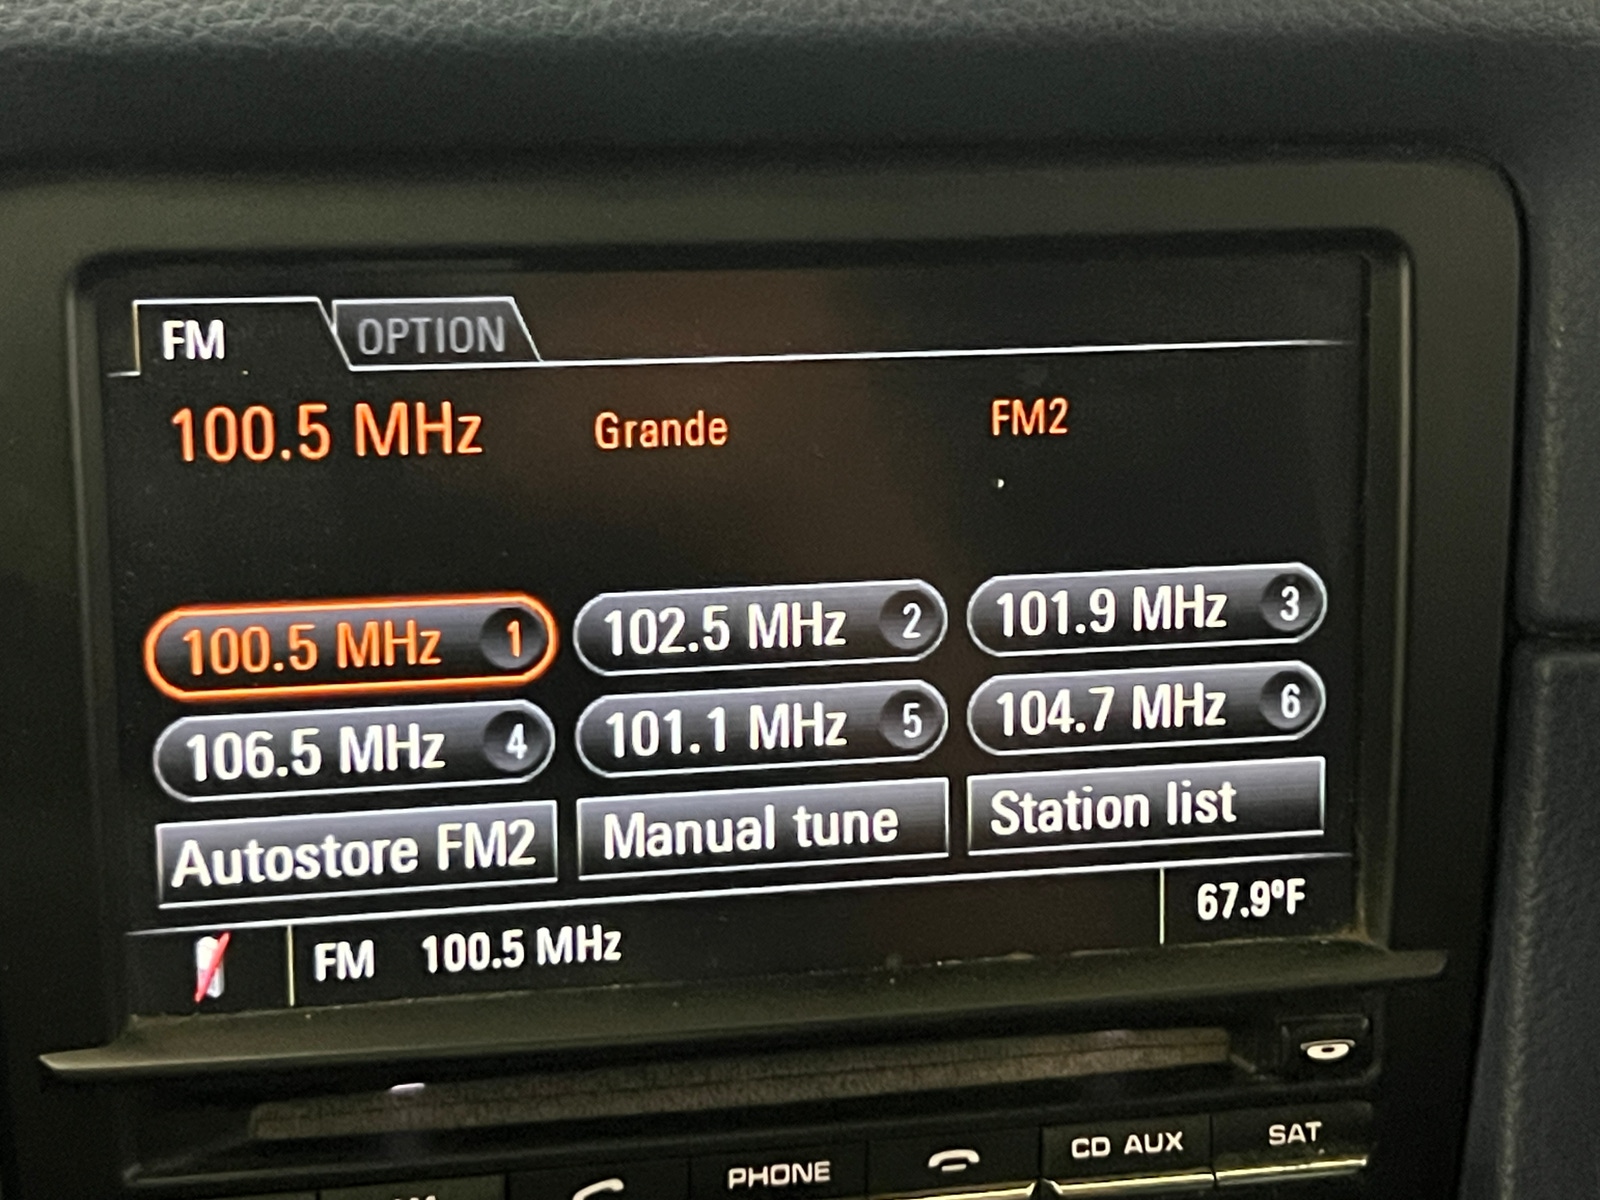 FM OPTION
100.5 MHz Grande FM2
100.5 MHz 1 102.5 MHz 2 101.9 MHz 3
106.5 MHz 4 101.1 MHz 5 104.7 MHz 6
Autostore FM2 Manual tune Station list
FM 100.5 MHz 67.9°F
PHONE CD AUX SAT